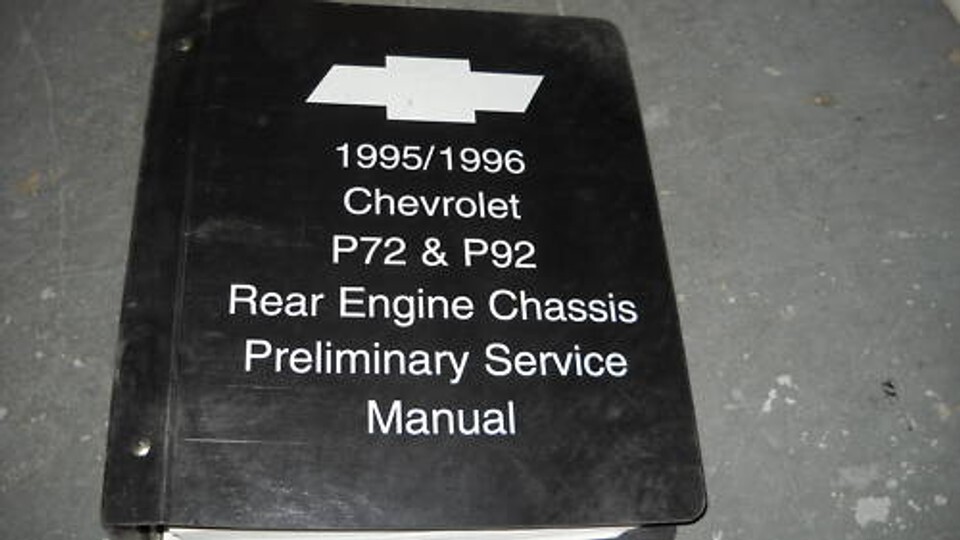 1995/1996
Chevrolet
P72 & P92
Rear Engine Chassis
Preliminary Service
Manual